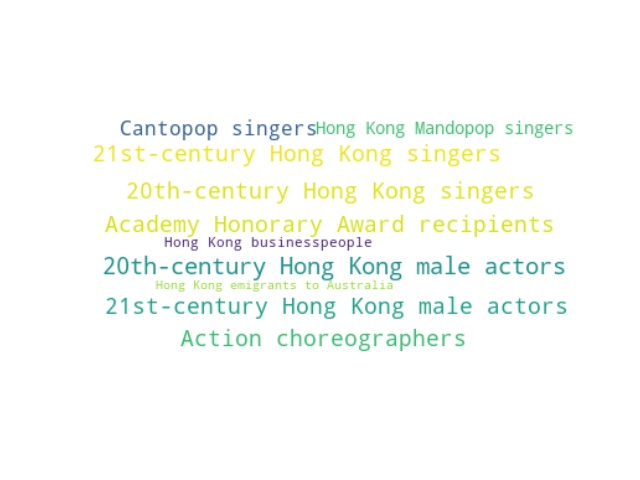 Cantopop singers Hong Kong Mandopop singers
21st-century Hong Kong singers
20th-century Hong Kong singers
Academy Honorary Award recipients
Hong Kong businesspeople
20th-century Hong Kong male actors
Hong Kong emigrants to Australia
21st-century Hong Kong male actors
Action choreographers